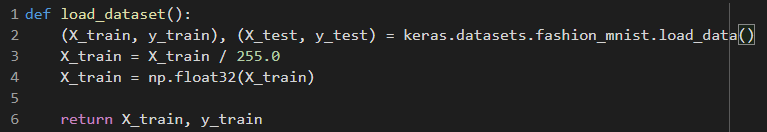 1 def load_dataset():
2     (X_train, y_train), (X_test, y_test) = keras.datasets.fashion_mnist.load_data()
3     X_train = X_train / 255.0
4     X_train = np.float32(X_train)
5
6     return X_train, y_train